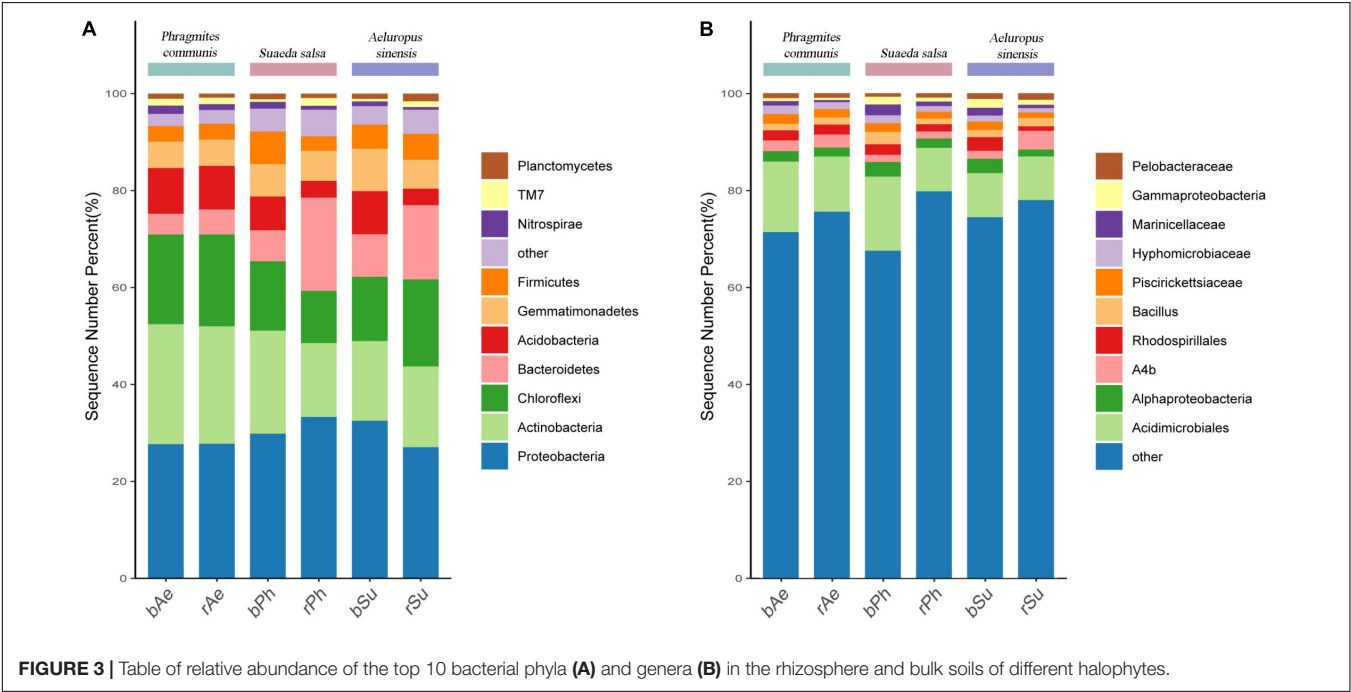 A
Phragmites
communis
Suaeda salsa
Aeluropus
sinensis
Sequence Number Percent(%)
100
80
60
40
20
0
bAe
rAe
bPh
rPh
bSu
rSu
Planctomycetes
TM7
Nitrospirae
other
Firmicutes
Gemmatimonadetes
Acidobacteria
Bacteroidetes
Chloroflexi
Actinobacteria
Proteobacteria
B
Phragmites
communis
Suaeda salsa
Aeluropus
sinensis
Sequence Number Percent(%)
100
80
60
40
20
0
bAe
rAe
bPh
rPh
bSu
rSu
Pelobacteraceae
Gammaproteobacteria
Marinicellaceae
Hyphomicrobiaceae
Piscirickettsiaceae
Bacillus
Rhodospirillales
A4b
Alphaproteobacteria
Acidimicrobiales
other
FIGURE 3 | Table of relative abundance of the top 10 bacterial phyla (A) and genera (B) in the rhizosphere and bulk soils of different halophytes.